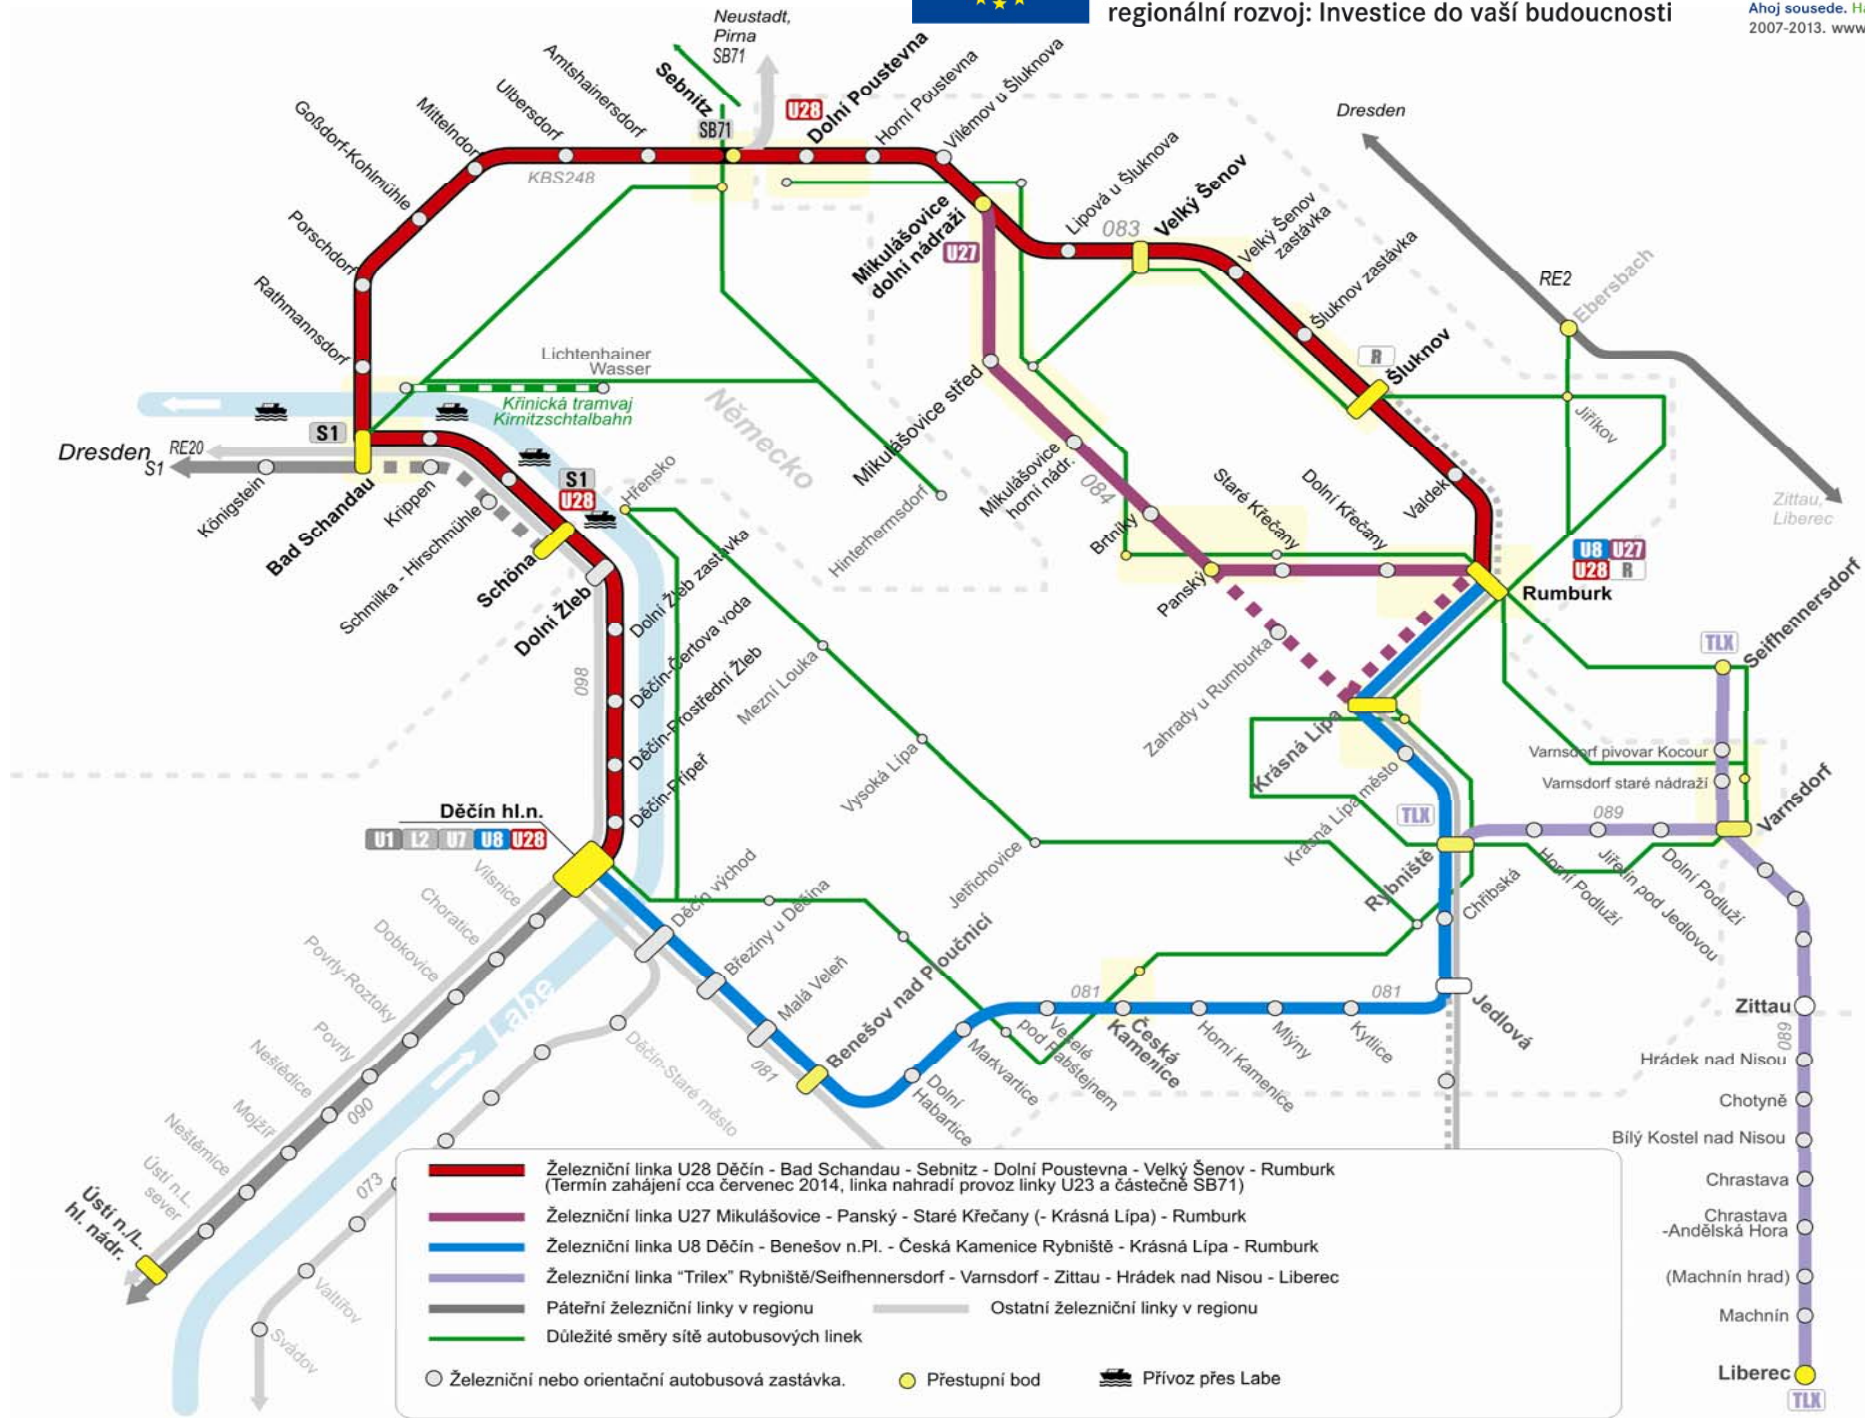 regionální rozvoj: Investice do vaší budoucnosti
Ahoj sousede.
2007-2013. www
Neustadt,
Pirna
SB71
Sebnitz
SB71
U28
Dolní Poustevna
Horní Poustevna
Vilémov u Šluknova
Amtshainersdorf
Ulbersdorf
Mittelndorf
Goßdorf-Kohlmühle
Porschdorf
Rathmannsdorf
KBS248
Mikulášovice
dolní nádraží
U27
Lipová u Šluknova
083
Velký Šenov
Velký Šenov
zastávka
Šluknov zastávka
R
Šluknov
Dresden
RE2
Ebersbach
Jiříkov
Zittau,
Liberec
Lichtenhainer
Wasser
Křinická tramvaj
Kirnitzschtalbahn
Německo
S1
Dresden
RE20
S1
Königstein
Bad Schandau
Krippen
Schmilka - Hirschmühle
S1
U28
Schöna
Dolní Žleb
Hřensko
Hinterhermsdorf
Mikulášovice střed
Mikulášovice
horní nádr.
084
Brtníky
Panský
Staré Křečany
Dolní Křečany
Valdek
U8 U27
U28 R
Rumburk
Dolní Žleb zastávka
Děčín-Čertova voda
Děčín-Prostřední Žleb
Děčín-Přípeř
098
Mezní Louka
Vysoká Lípa
Jetřichovice
Zahrady u Rumburka
Krásná Lípa
Krásná Lípa město
TLX
Seifhennersdorf
Varnsdorf pivovar Kocour
Varnsdorf staré nádraží
Varnsdorf
TLX
089
Rybniště
Chřibská
Horní Podluží
Jiřetín pod Jedlovou
Dolní Podluží
Děčín hl.n.
U1 L2 U7 U8 U28
Vilsnice
Choratice
Dobkovice
Povrly-Roztoky
Povrly
Neštědice
Mojžíř
Neštěmice
Ústí n.L.
sever
Ústí n./L.
hl. nádr.
090
073
Labe
Děčín východ
Březiny u Děčína
Malá Veleň
Benešov nad Ploučnicí
081
Děčín-Staré město
Valtířov
Svádov
Dolní
Habartice
Markvartice
Veselé
pod Rabštejnem
081
Česká
Kamenice
Horní Kamenice
Mlýny
Kytlice
081
Jedlová
Zittau
089
Hrádek nad Nisou
Chotyně
Bílý Kostel nad Nisou
Chrastava
Chrastava
-Andělská Hora
(Machnín hrad)
Machnín
Liberec
TLX
Železniční linka U28 Děčín - Bad Schandau - Sebnitz - Dolní Poustevna - Velký Šenov - Rumburk
(Termín zahájení cca červenec 2014, linka nahradí provoz linky U23 a částečně SB71)
Železniční linka U27 Mikulášovice - Panský - Staré Křečany (- Krásná Lípa) - Rumburk
Železniční linka U8 Děčín - Benešov n.Pl. - Česká Kamenice Rybniště - Krásná Lípa - Rumburk
Železniční linka “Trilex” Rybniště/Seifhennersdorf - Varnsdorf - Zittau - Hrádek nad Nisou - Liberec
Páteřní železniční linky v regionu
Ostatní železniční linky v regionu
Důležité směry sítě autobusových linek
Železniční nebo orientační autobusová zastávka.
Přestupní bod
Přívoz přes Labe